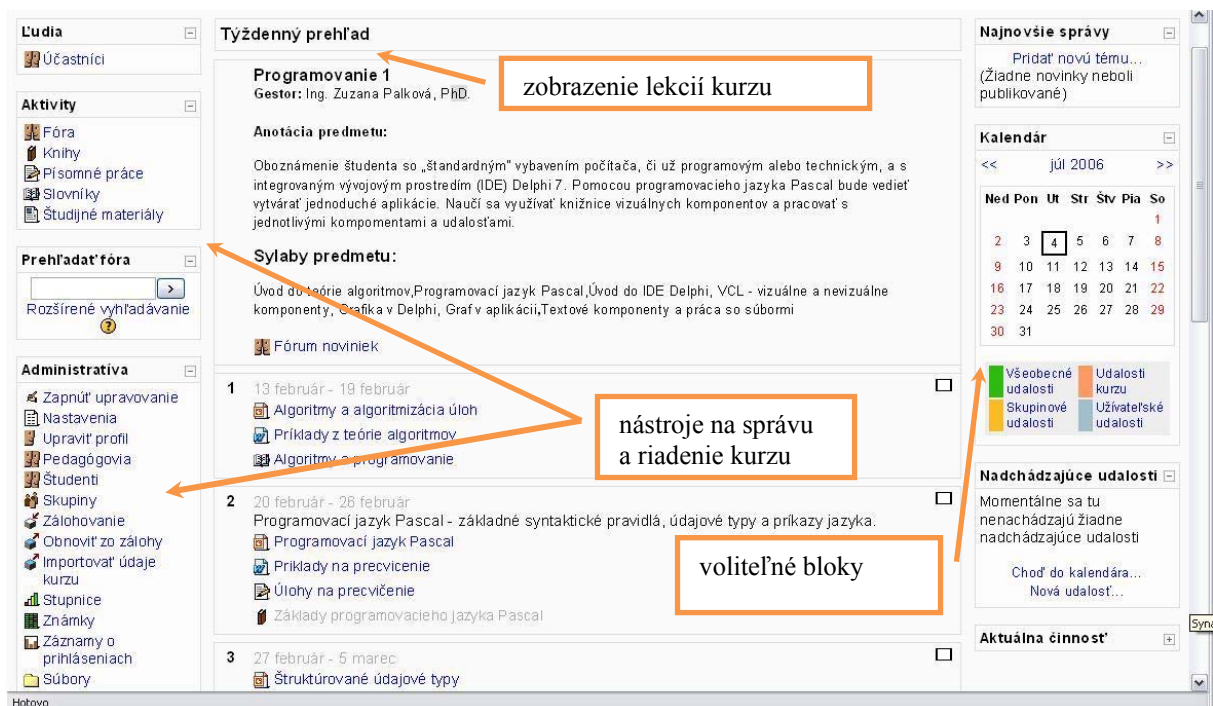 Ľudia
Účastníci
Aktivity
Fóra
Knihy
Písomné práce
Slovníky
Študijné materiály
Prehľadať fóra
Rozšírené vyhľadávanie
Administratíva
Zapnúť upravovanie
Nastavenia
Upraviť profil
Pedagógovia
Študenti
Skupiny
Zálohovanie
Obnoviť zo zálohy
Importovať údaje
kurzu
Stupnice
Známky
Záznamy o
prihláseniach
Súbory
Hotovo
Týždenný prehľad
zobrazenie lekcií kurzu
Programovanie 1
Gestor: Ing. Zuzana Palková, PhD.
Anotácia predmetu:
Oboznámenie študenta so „štandardným" vybavením počítača, či už programovým alebo technickým, a s
integrovaným vývojovým prostredím (IDE) Delphi 7. Pomocou programovacieho jazyka Pascal bude vedieť
vytvárať jednoduché aplikácie. Naučí sa využívať knižnice vizuálnych komponentov a pracovať s
jednotlivými kompomentami a udalosťami.
Sylaby predmetu:
Úvod do teórie algoritmov,Programovací jazyk Pascal,Úvod do IDE Delphi, VCL - vizuálne a nevizuálne
komponenty, Grafika v Delphi, Graf v aplikácii,Textové komponenty a práca so súbormi
Fórum noviniek
1 13 február - 19 február
Algoritmy a algoritmizácia úloh
Príklady z teórie algoritmov
Algoritmy a programovanie
nástroje na správu
a riadenie kurzu
2 20 február - 26 február
Programovací jazyk Pascal - základné syntaktické pravidlá, údajové typy a príkazy jazyka.
Programovací jazyk Pascal
Priklady na precvicenie
Úlohy na precvičenie
Základy programovacieho jazyka Pascal
voliteľné bloky
3 27 február - 5 marec
Štruktúrované údajové typy
Najnovšie správy
Pridať novú tému...
(Žiadne novinky neboli
publikované)
Kalendár
<< júl 2006 >>
Ned Pon Ut Str Štv Pia So
1
2 3 4 5 6 7 8
9 10 11 12 13 14 15
16 17 18 19 20 21 22
23 24 25 26 27 28 29
30 31
Všeobecné Udalosti
udalosti kurzu
Skupinové Užívateľské
udalosti udalosti
Nadchádzajúce udalosti
Momentálne sa tu
nenachádzajú žiadne
nadchádzajúce udalosti
Choď do kalendára...
Nová udalosť...
Aktuálna činnosť